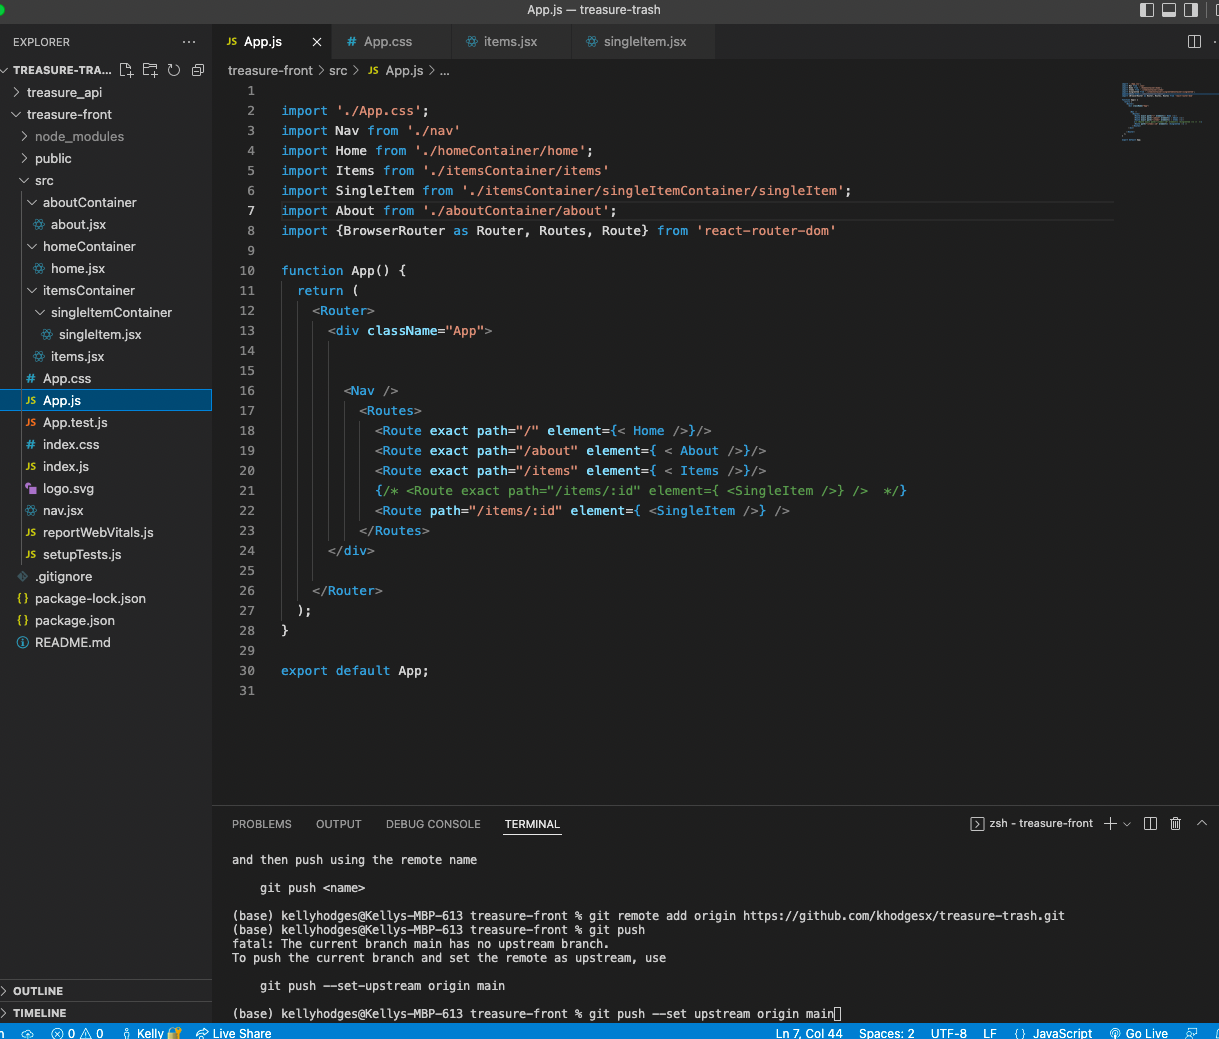 App.js — treasure-trash
EXPLORER
TREASURE-TRA...
treasure_api
treasure-front
node_modules
public
src
aboutContainer
about.jsx
homeContainer
home.jsx
itemsContainer
singleItemContainer
singleItem.jsx
items.jsx
# App.css
JS App.js
JS App.test.js
# index.css
JS index.js
logo.svg
nav.jsx
JS reportWebVitals.js
JS setupTests.js
.gitignore
{} package-lock.json
{} package.json
README.md
OUTLINE
TIMELINE
JS App.js
# App.css
items.jsx
singleItem.jsx
treasure-front > src > JS App.js > ...
1
2 import './App.css';
3 import Nav from './nav'
4 import Home from './homeContainer/home';
5 import Items from './itemsContainer/items'
6 import SingleItem from './itemsContainer/singleItemContainer/singleItem';
7 import About from './aboutContainer/about';
8 import {BrowserRouter as Router, Routes, Route} from 'react-router-dom'
9
10 function App() {
11 return (
12 <Router>
13 <div className="App">
14
15
16 <Nav />
17 <Routes>
18 <Route exact path="/" element={< Home />}/>
19 <Route exact path="/about" element={ < About />}/>
20 <Route exact path="/items" element={ < Items />}/>
21 {/* <Route exact path="/items/:id" element={ <SingleItem />} />  */}
22 <Route path="/items/:id" element={ <SingleItem />} />
23 </Routes>
24 </div>
25
26 </Router>
27 );
28 }
29
30 export default App;
31
PROBLEMS OUTPUT DEBUG CONSOLE TERMINAL
zsh - treasure-front
and then push using the remote name
git push <name>
(base) kellyhodges@Kellys-MBP-613 treasure-front % git remote add origin https://github.com/khodgesx/treasure-trash.git
(base) kellyhodges@Kellys-MBP-613 treasure-front % git push
fatal: The current branch main has no upstream branch.
To push the current branch and set the remote as upstream, use
git push --set-upstream origin main
(base) kellyhodges@Kellys-MBP-613 treasure-front % git push --set upstream origin main
0 0 Kelly Live Share Ln 7, Col 44 Spaces: 2 UTF-8 LF {} JavaScript Go Live